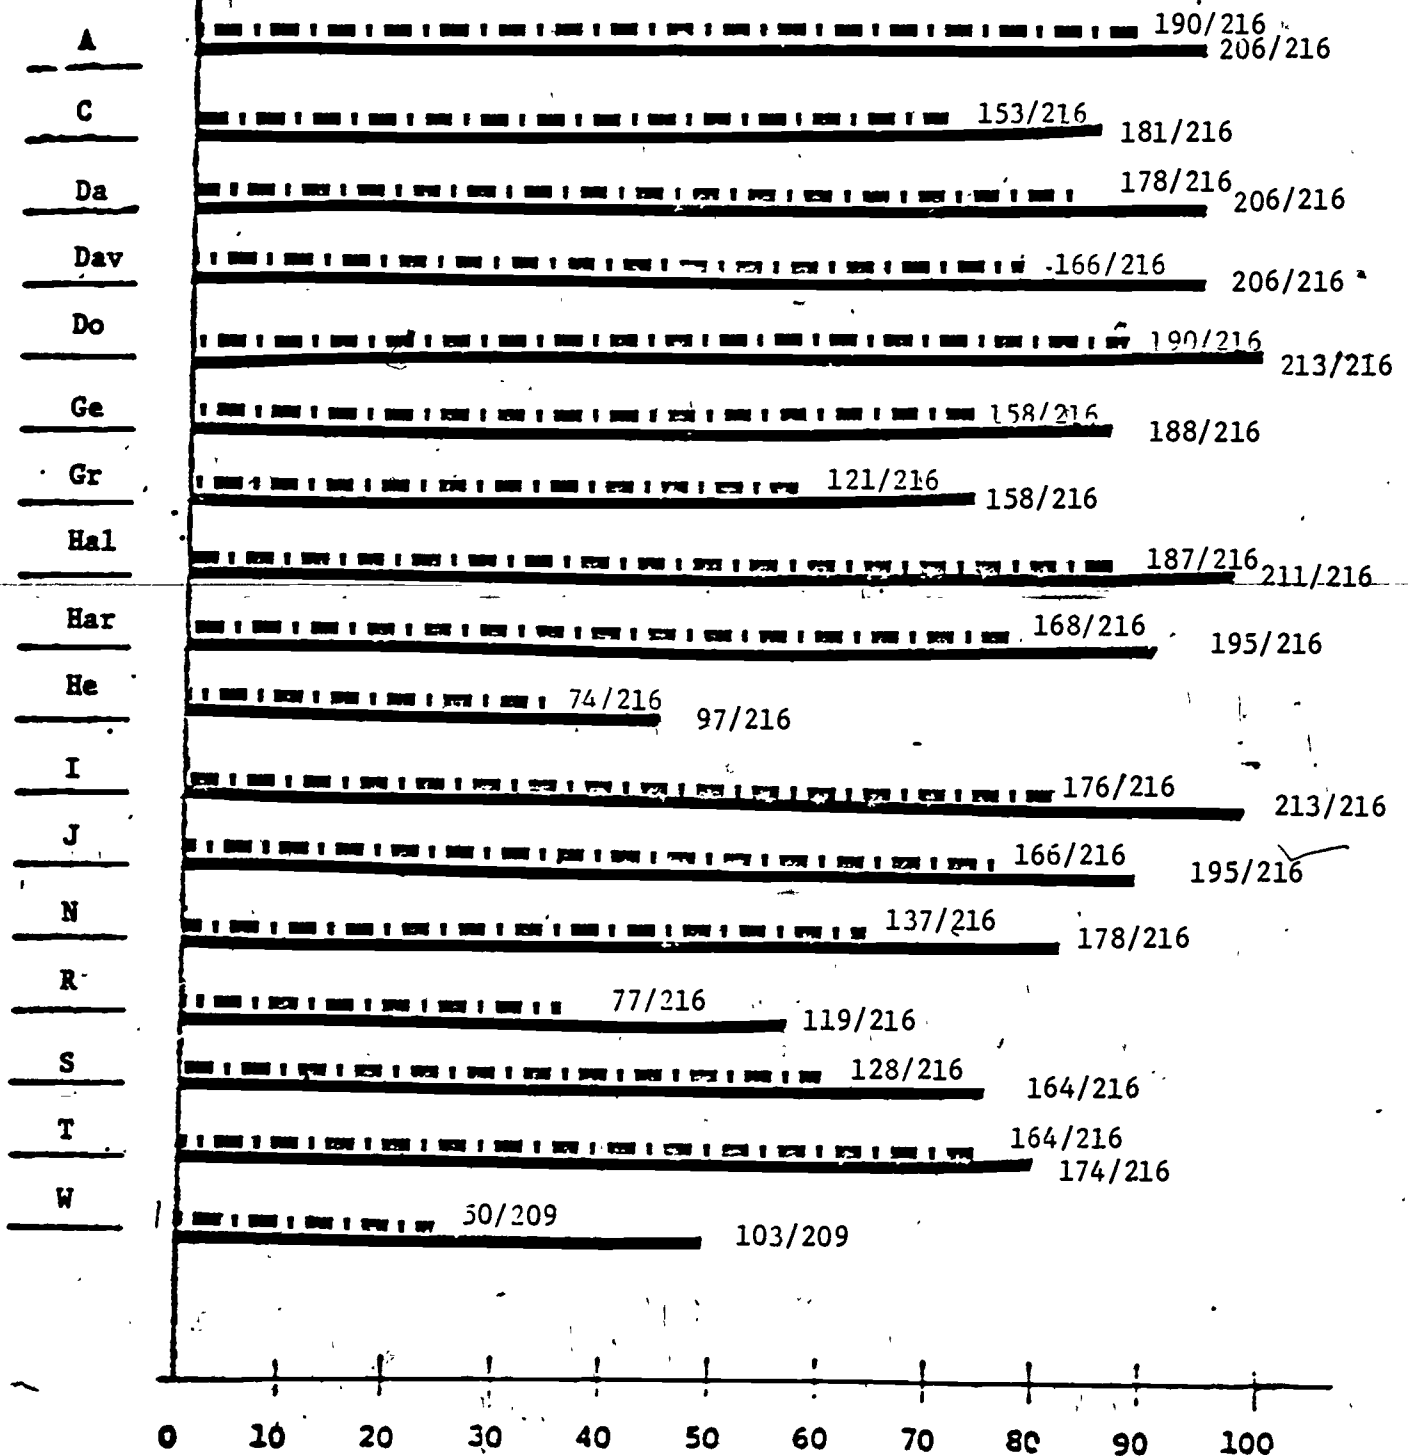 A 190/216
206/216
C 153/216
181/216
Da 178/216
206/216
Dav 166/216
206/216
Do 190/216
213/216
Ge 158/216
188/216
Gr 121/216
158/216
Hal 187/216
211/216
Har 168/216
195/216
He 74/216
97/216
I 176/216
213/216
J 166/216
195/216
N 137/216
178/216
R 77/216
119/216
S 128/216
164/216
T 164/216
174/216
W 50/209
103/209
0 10 20 30 40 50 60 70 80 90 100